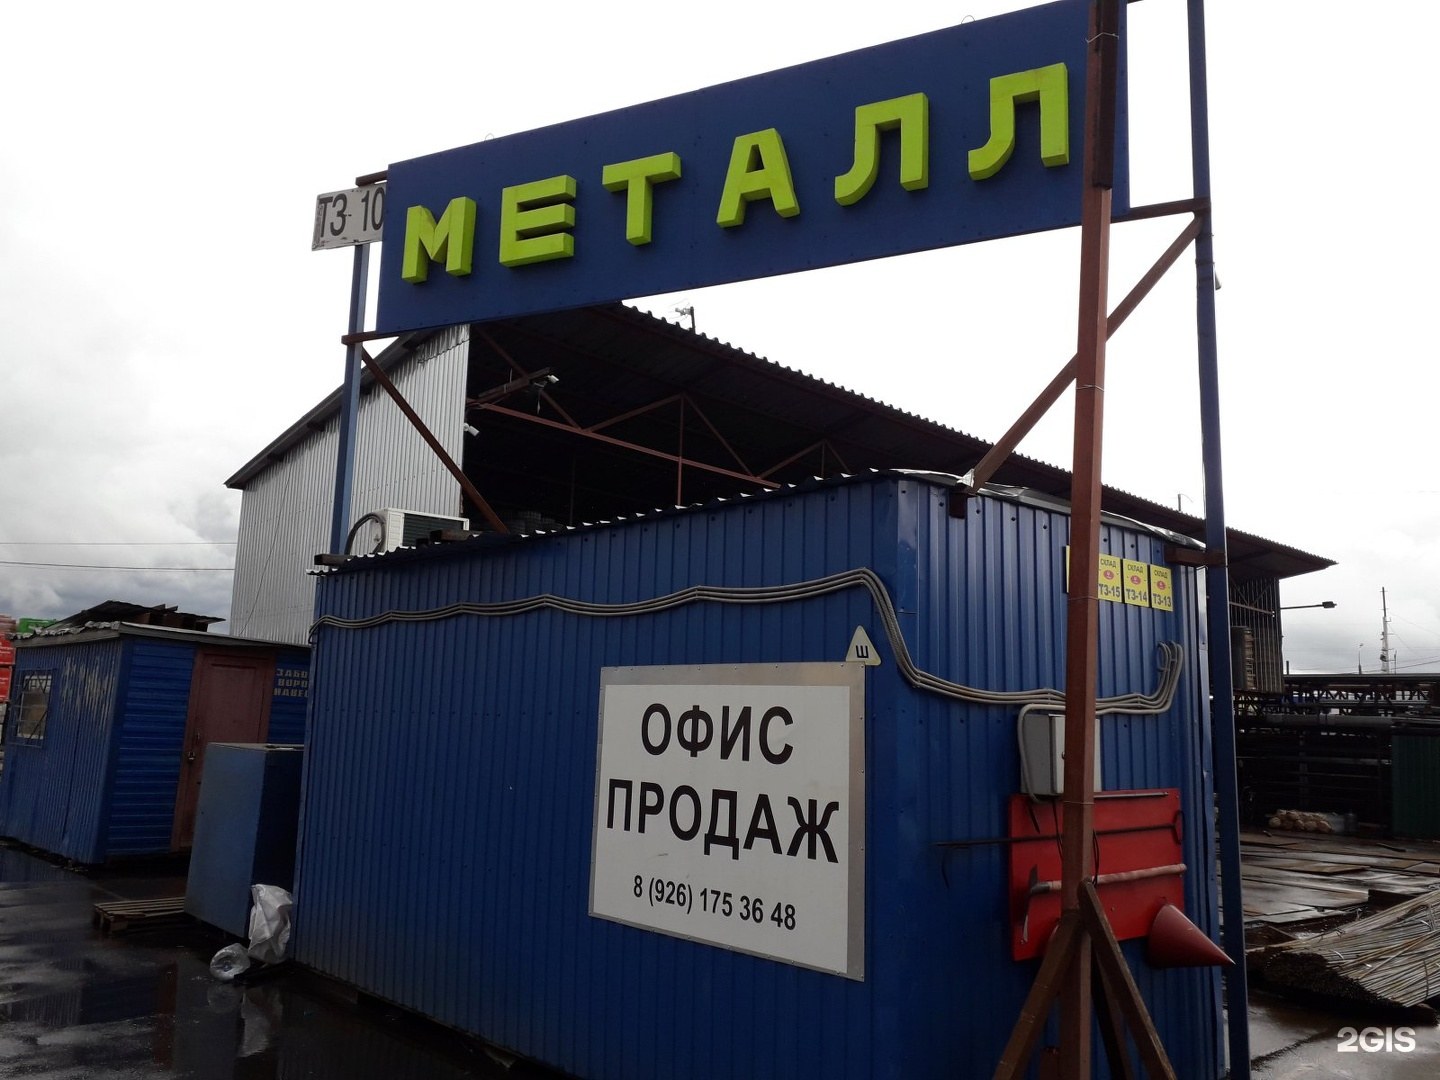 МЕТАЛЛ
ТЗ 10
СКЛАД
ТЗ-15
СКЛАД
ТЗ-14
СКЛАД
ТЗ-13
Ш
ОФИС
ПРОДАЖ
8 (926) 175 36 48
2GIS